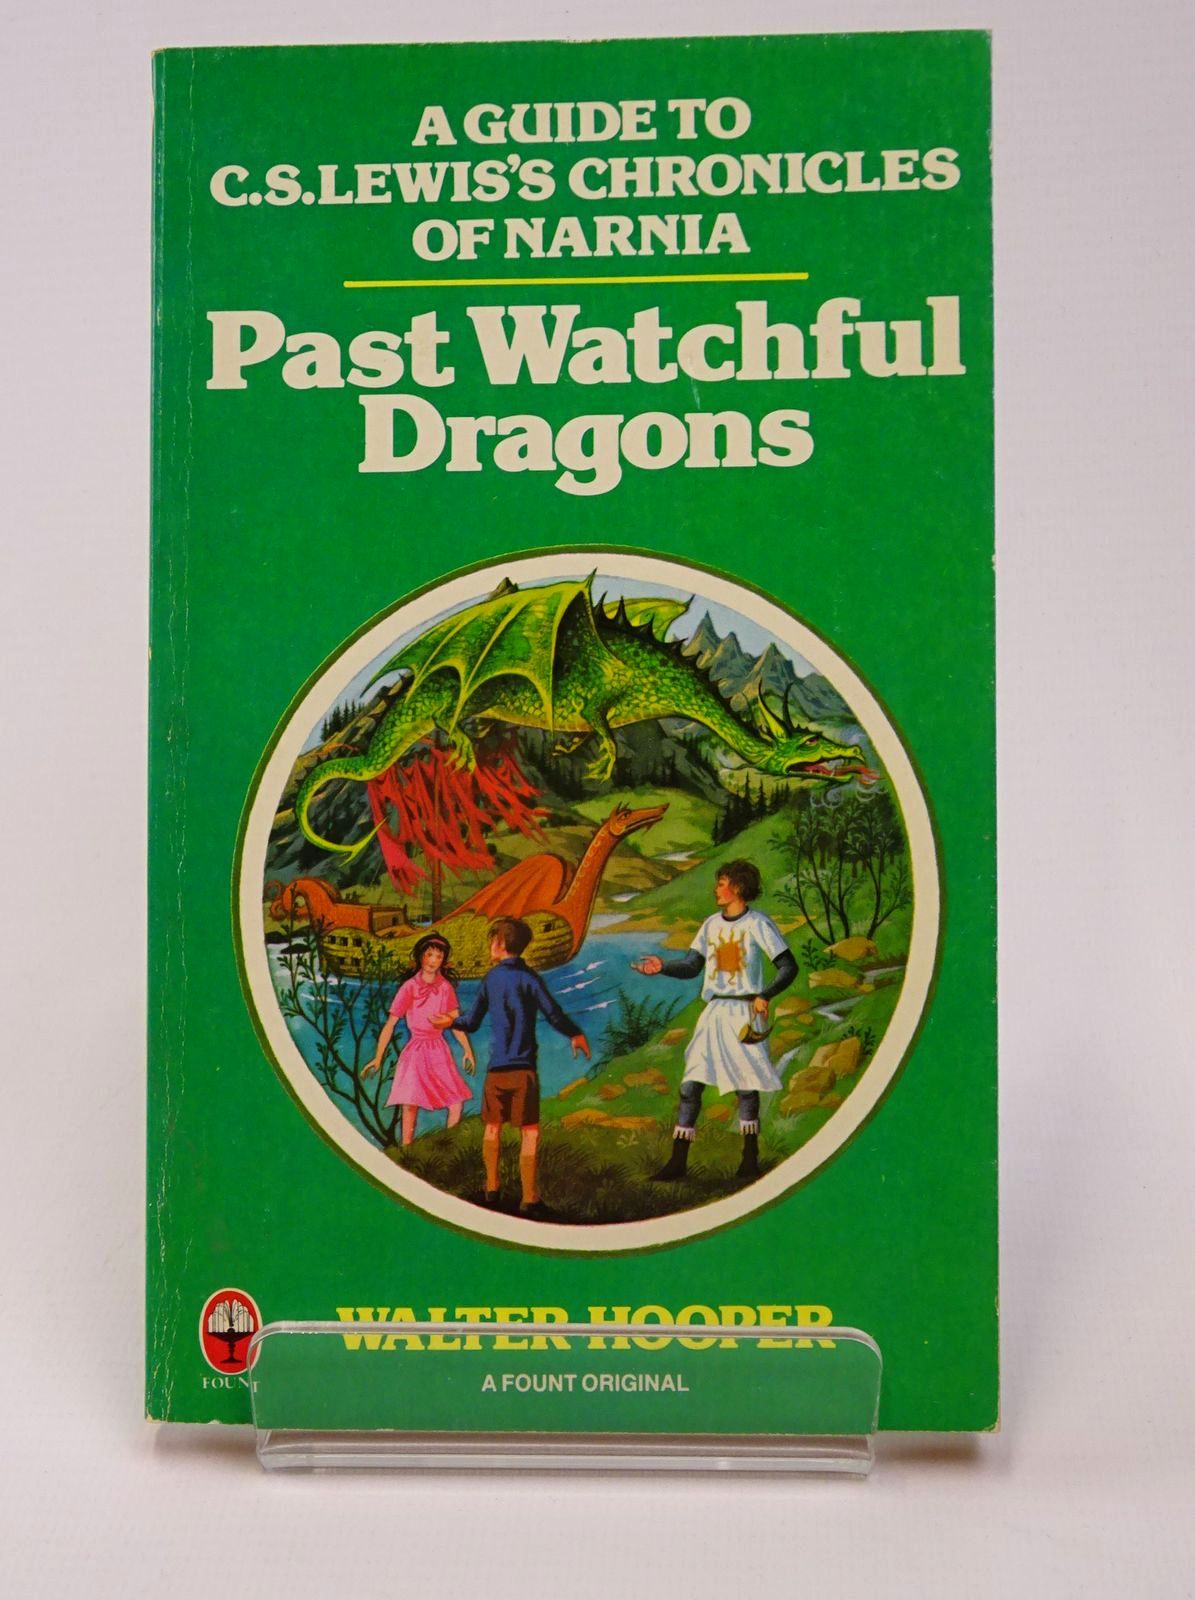 A GUIDE TO
C.S.LEWIS'S CHRONICLES
OF NARNIA
Past Watchful
Dragons
WALTER HOOPER
FOUNT
A FOUNT ORIGINAL